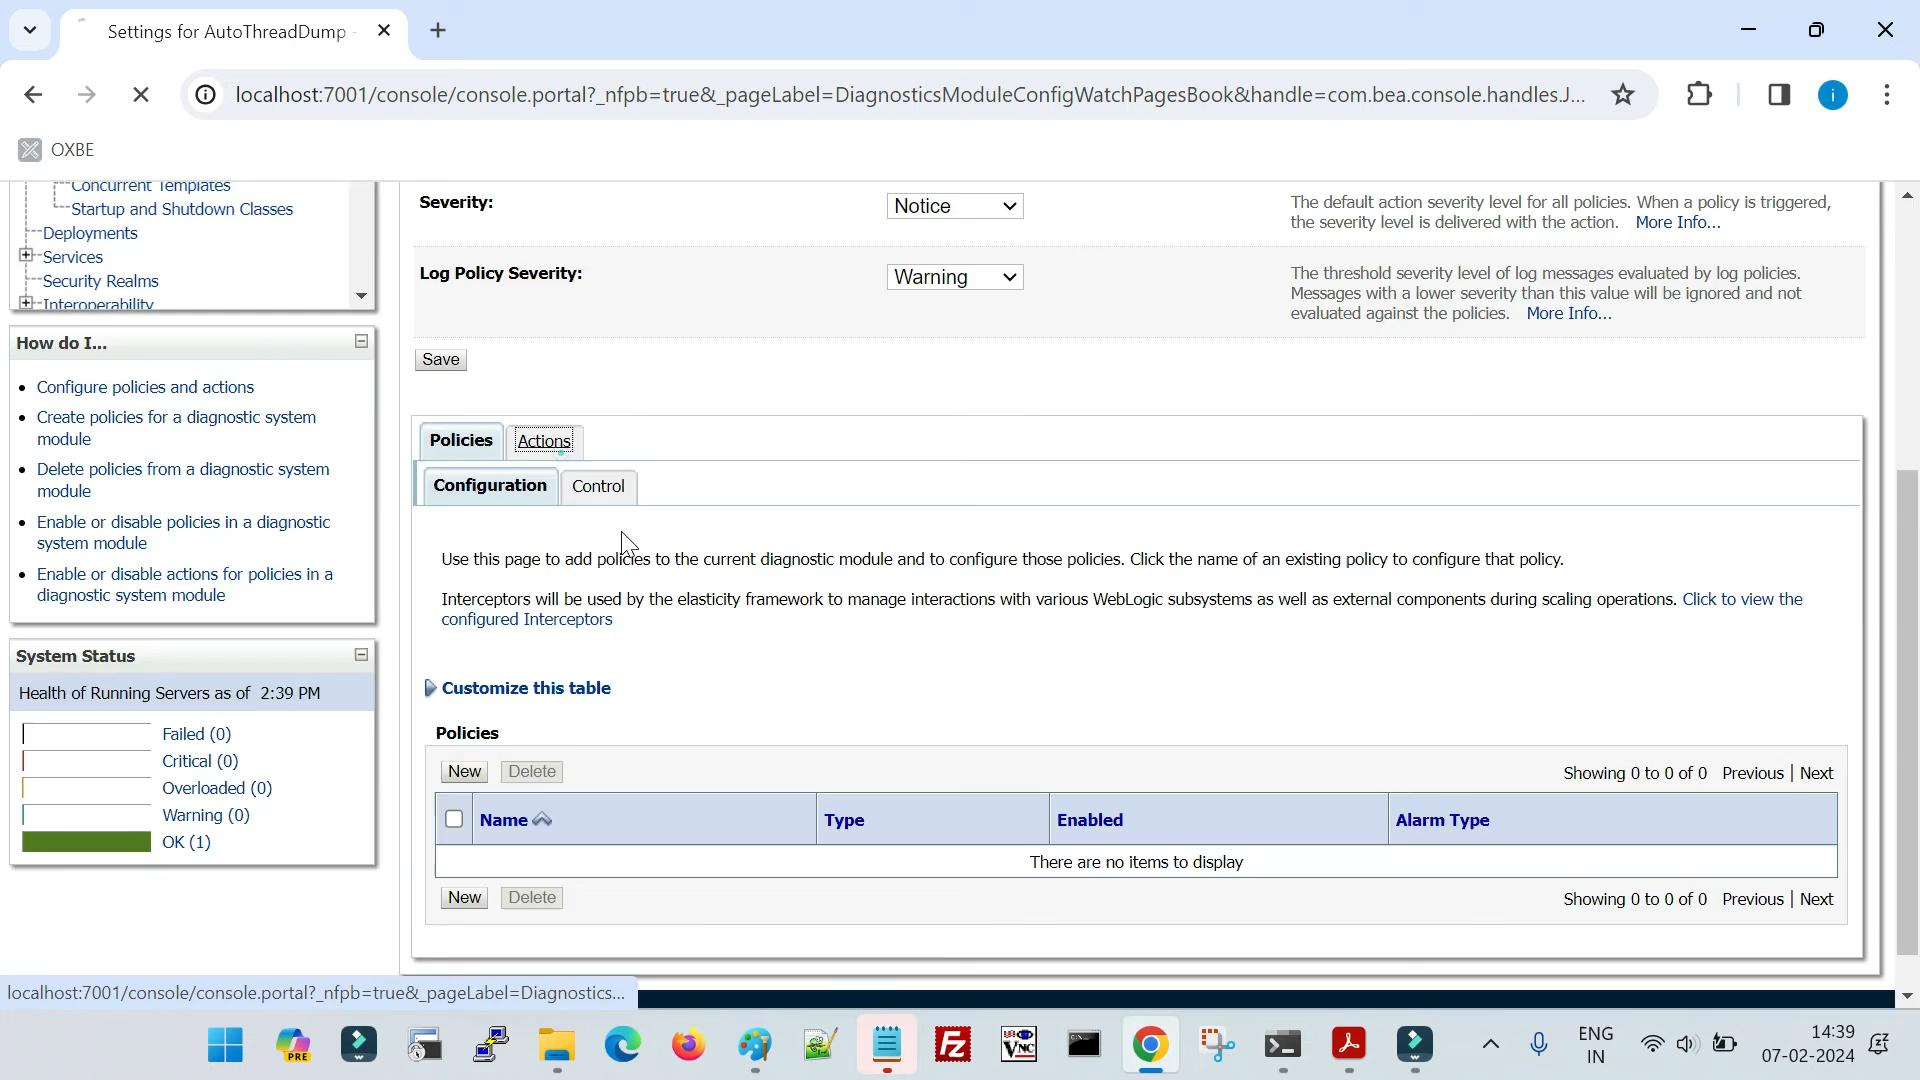 Settings for AutoThreadDump -
localhost:7001/console/console.portal?_nfpb=true&_pageLabel=DiagnosticsModuleConfigWatchPagesBook&handle=com.bea.console.handles.J...
i
OXBE
Concurrent Templates
Startup and Shutdown Classes
Deployments
Services
Security Realms
Interoperability
How do I...
Configure policies and actions
Create policies for a diagnostic system
module
Delete policies from a diagnostic system
module
Enable or disable policies in a diagnostic
system module
Enable or disable actions for policies in a
diagnostic system module
System Status
Health of Running Servers as of 2:39 PM
Failed (0)
Critical (0)
Overloaded (0)
Warning (0)
OK (1)
Severity:
Notice
The default action severity level for all policies. When a policy is triggered,
the severity level is delivered with the action. More Info...
Log Policy Severity:
Warning
The threshold severity level of log messages evaluated by log policies.
Messages with a lower severity than this value will be ignored and not
evaluated against the policies. More Info...
Save
Policies Actions
Configuration Control
Use this page to add policies to the current diagnostic module and to configure those policies. Click the name of an existing policy to configure that policy.
Interceptors will be used by the elasticity framework to manage interactions with various WebLogic subsystems as well as external components during scaling operations. Click to view the
configured Interceptors
Customize this table
Policies
New Delete Showing 0 to 0 of 0 Previous | Next
Name Type Enabled Alarm Type
There are no items to display
New Delete Showing 0 to 0 of 0 Previous | Next
localhost:7001/console/console.portal?_nfpb=true&_pageLabel=Diagnostics...
PRE
VNC
ENG
IN
14:39
07-02-2024